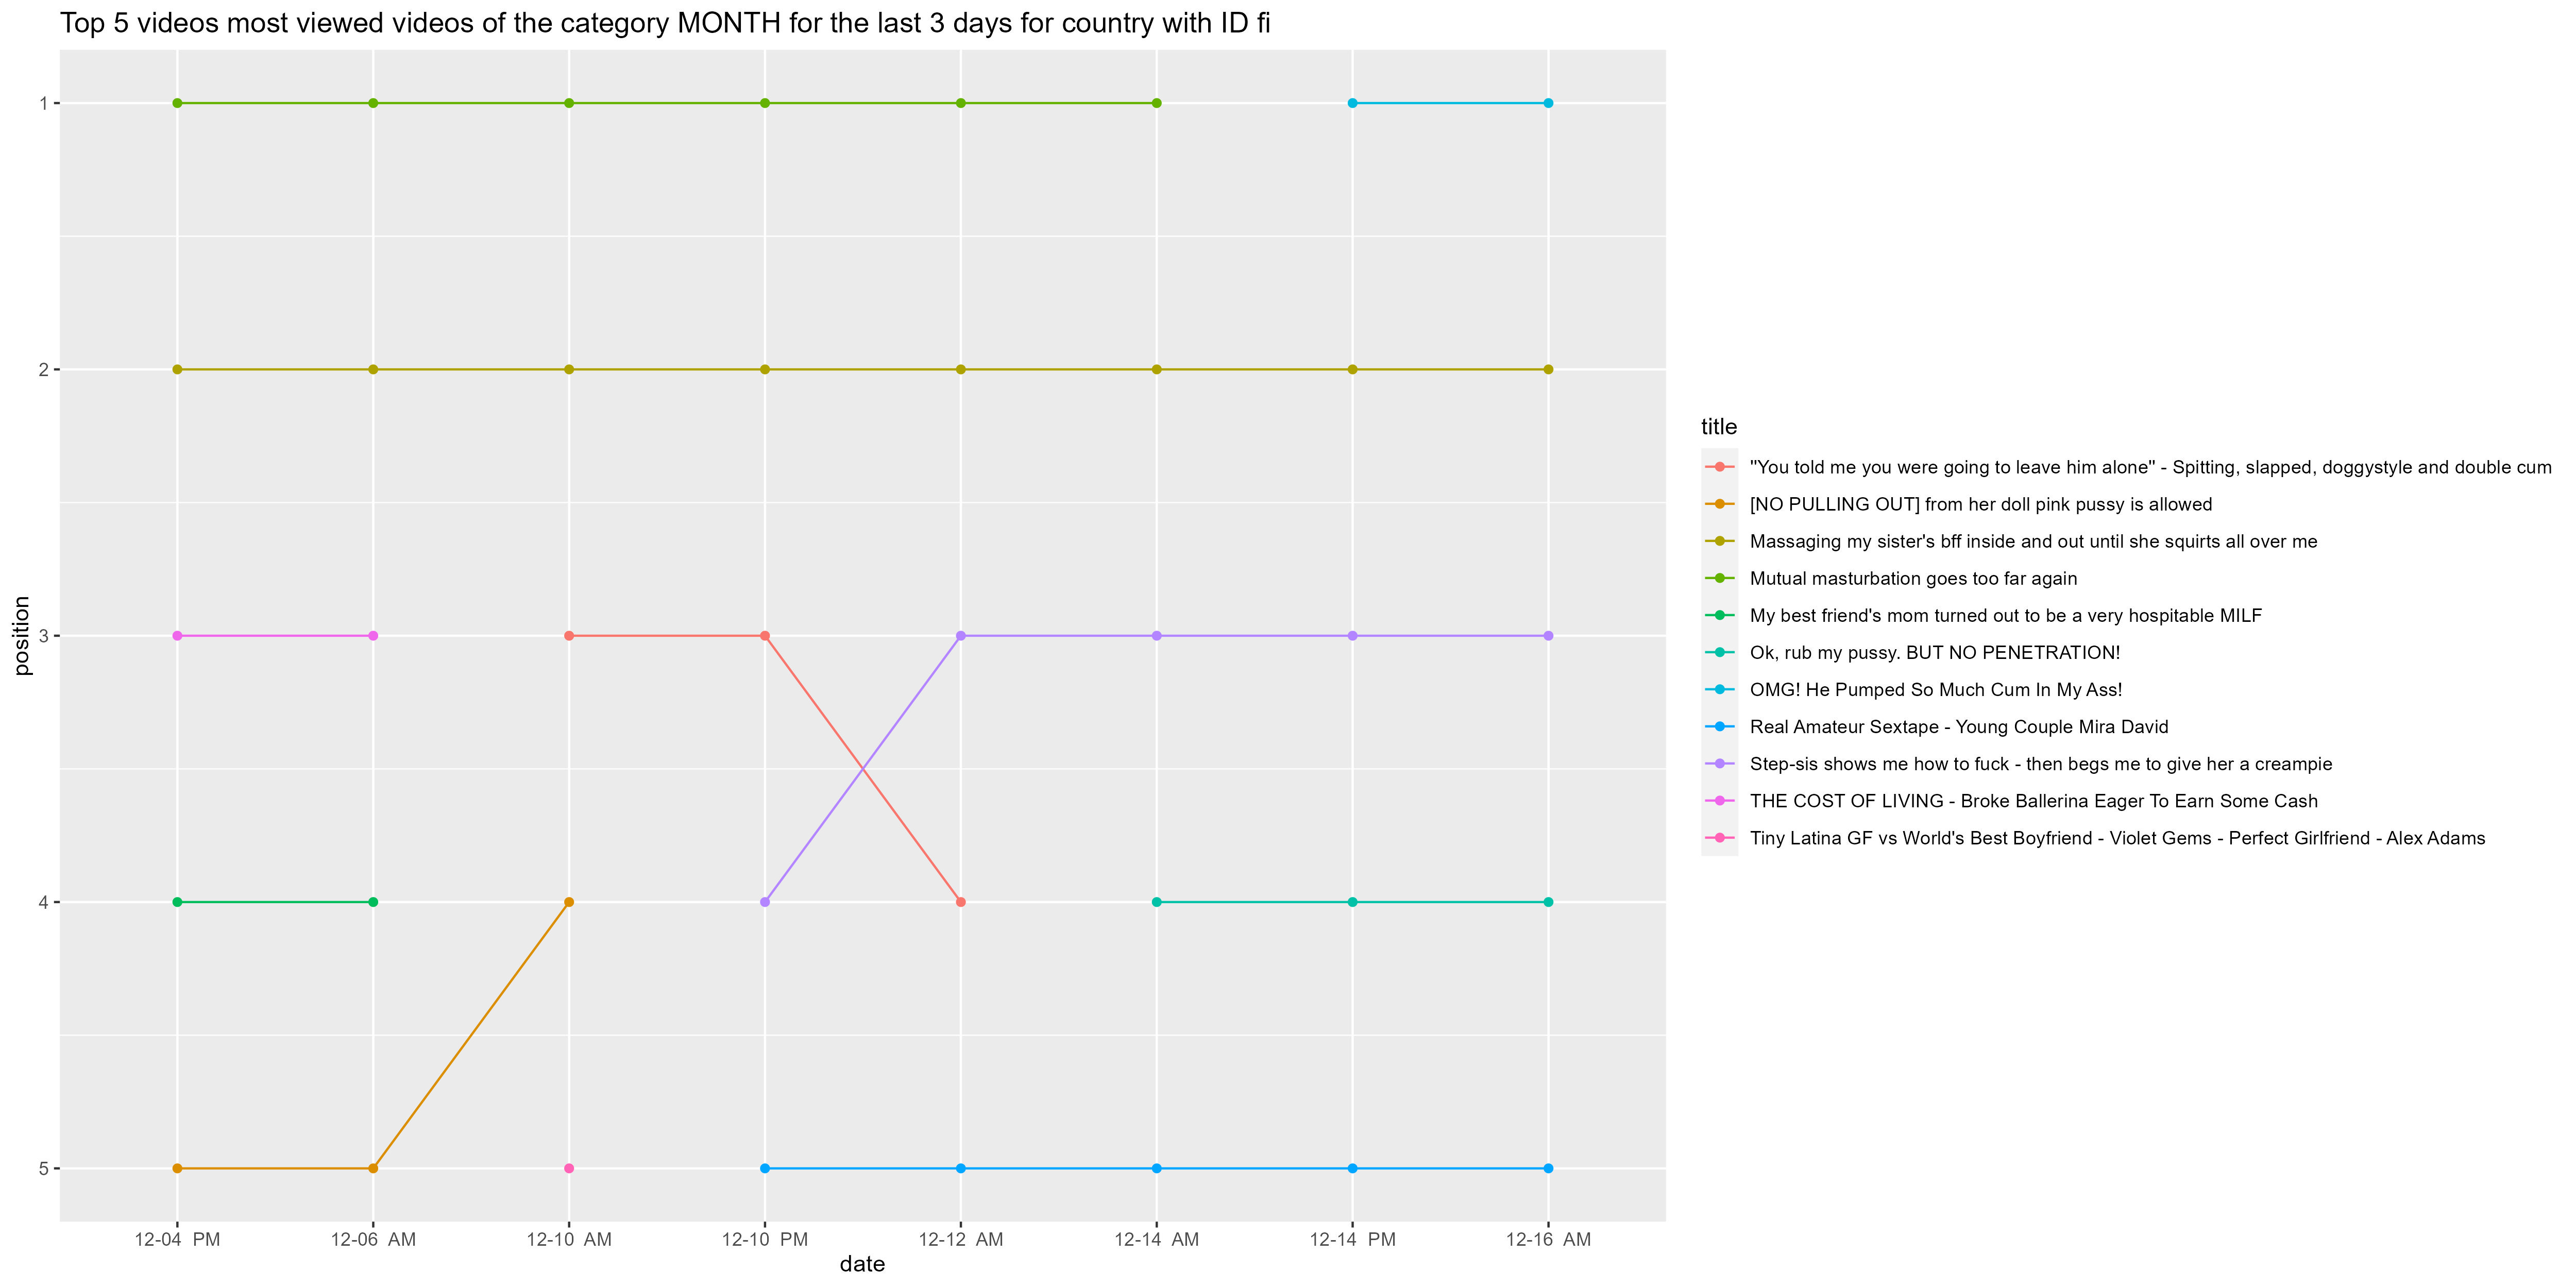 Top 5 videos most viewed videos of the category MONTH for the last 3 days for country with ID fi
1
2
3
4
5
position
12-04 PM
12-06 AM
12-10 AM
12-10 PM
12-12 AM
12-14 AM
12-14 PM
12-16 AM
date
title
"You told me you were going to leave him alone" - Spitting, slapped, doggystyle and double cum
[NO PULLING OUT] from her doll pink pussy is allowed
Massaging my sister's bff inside and out until she squirts all over me
Mutual masturbation goes too far again
My best friend's mom turned out to be a very hospitable MILF
Ok, rub my pussy. BUT NO PENETRATION!
OMG! He Pumped So Much Cum In My Ass!
Real Amateur Sextape - Young Couple Mira David
Step-sis shows me how to fuck - then begs me to give her a creampie
THE COST OF LIVING - Broke Ballerina Eager To Earn Some Cash
Tiny Latina GF vs World's Best Boyfriend - Violet Gems - Perfect Girlfriend - Alex Adams